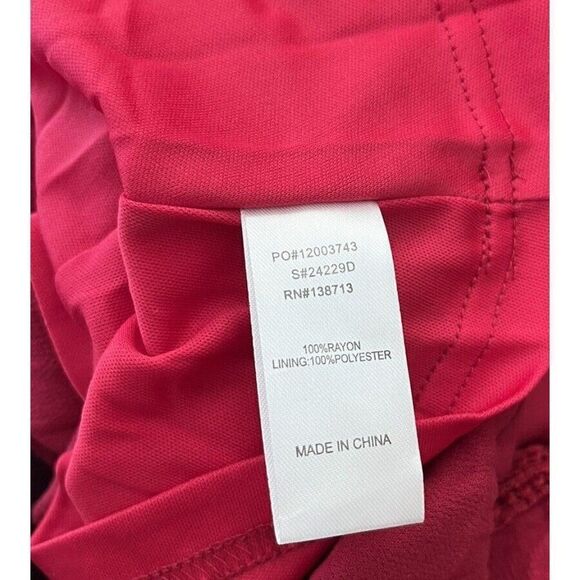 PO#12003743
S#24229D
RN#138713
100%RAYON
LINING:100%POLYESTER
MADE IN CHINA